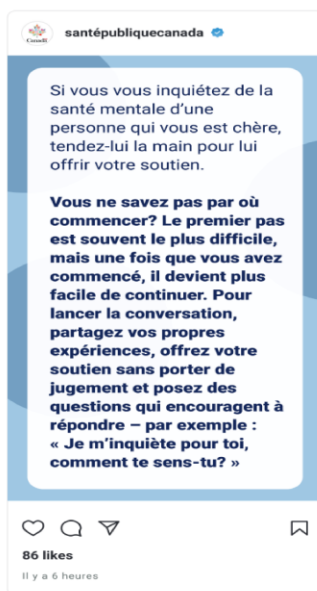 Canada
santépubliquecanada
Si vous vous inquiétez de la
santé mentale d'une
personne qui vous est chère,
tendez-lui la main pour lui
offrir votre soutien.
Vous ne savez pas par où
commencer? Le premier pas
est souvent le plus difficile,
mais une fois que vous avez
commencé, il devient plus
facile de continuer. Pour
lancer la conversation,
partagez vos propres
expériences, offrez votre
soutien sans porter de
jugement et posez des
questions qui encouragent à
répondre – par exemple :
« Je m'inquiète pour toi,
comment te sens-tu? »
86 likes
Il y a 6 heures